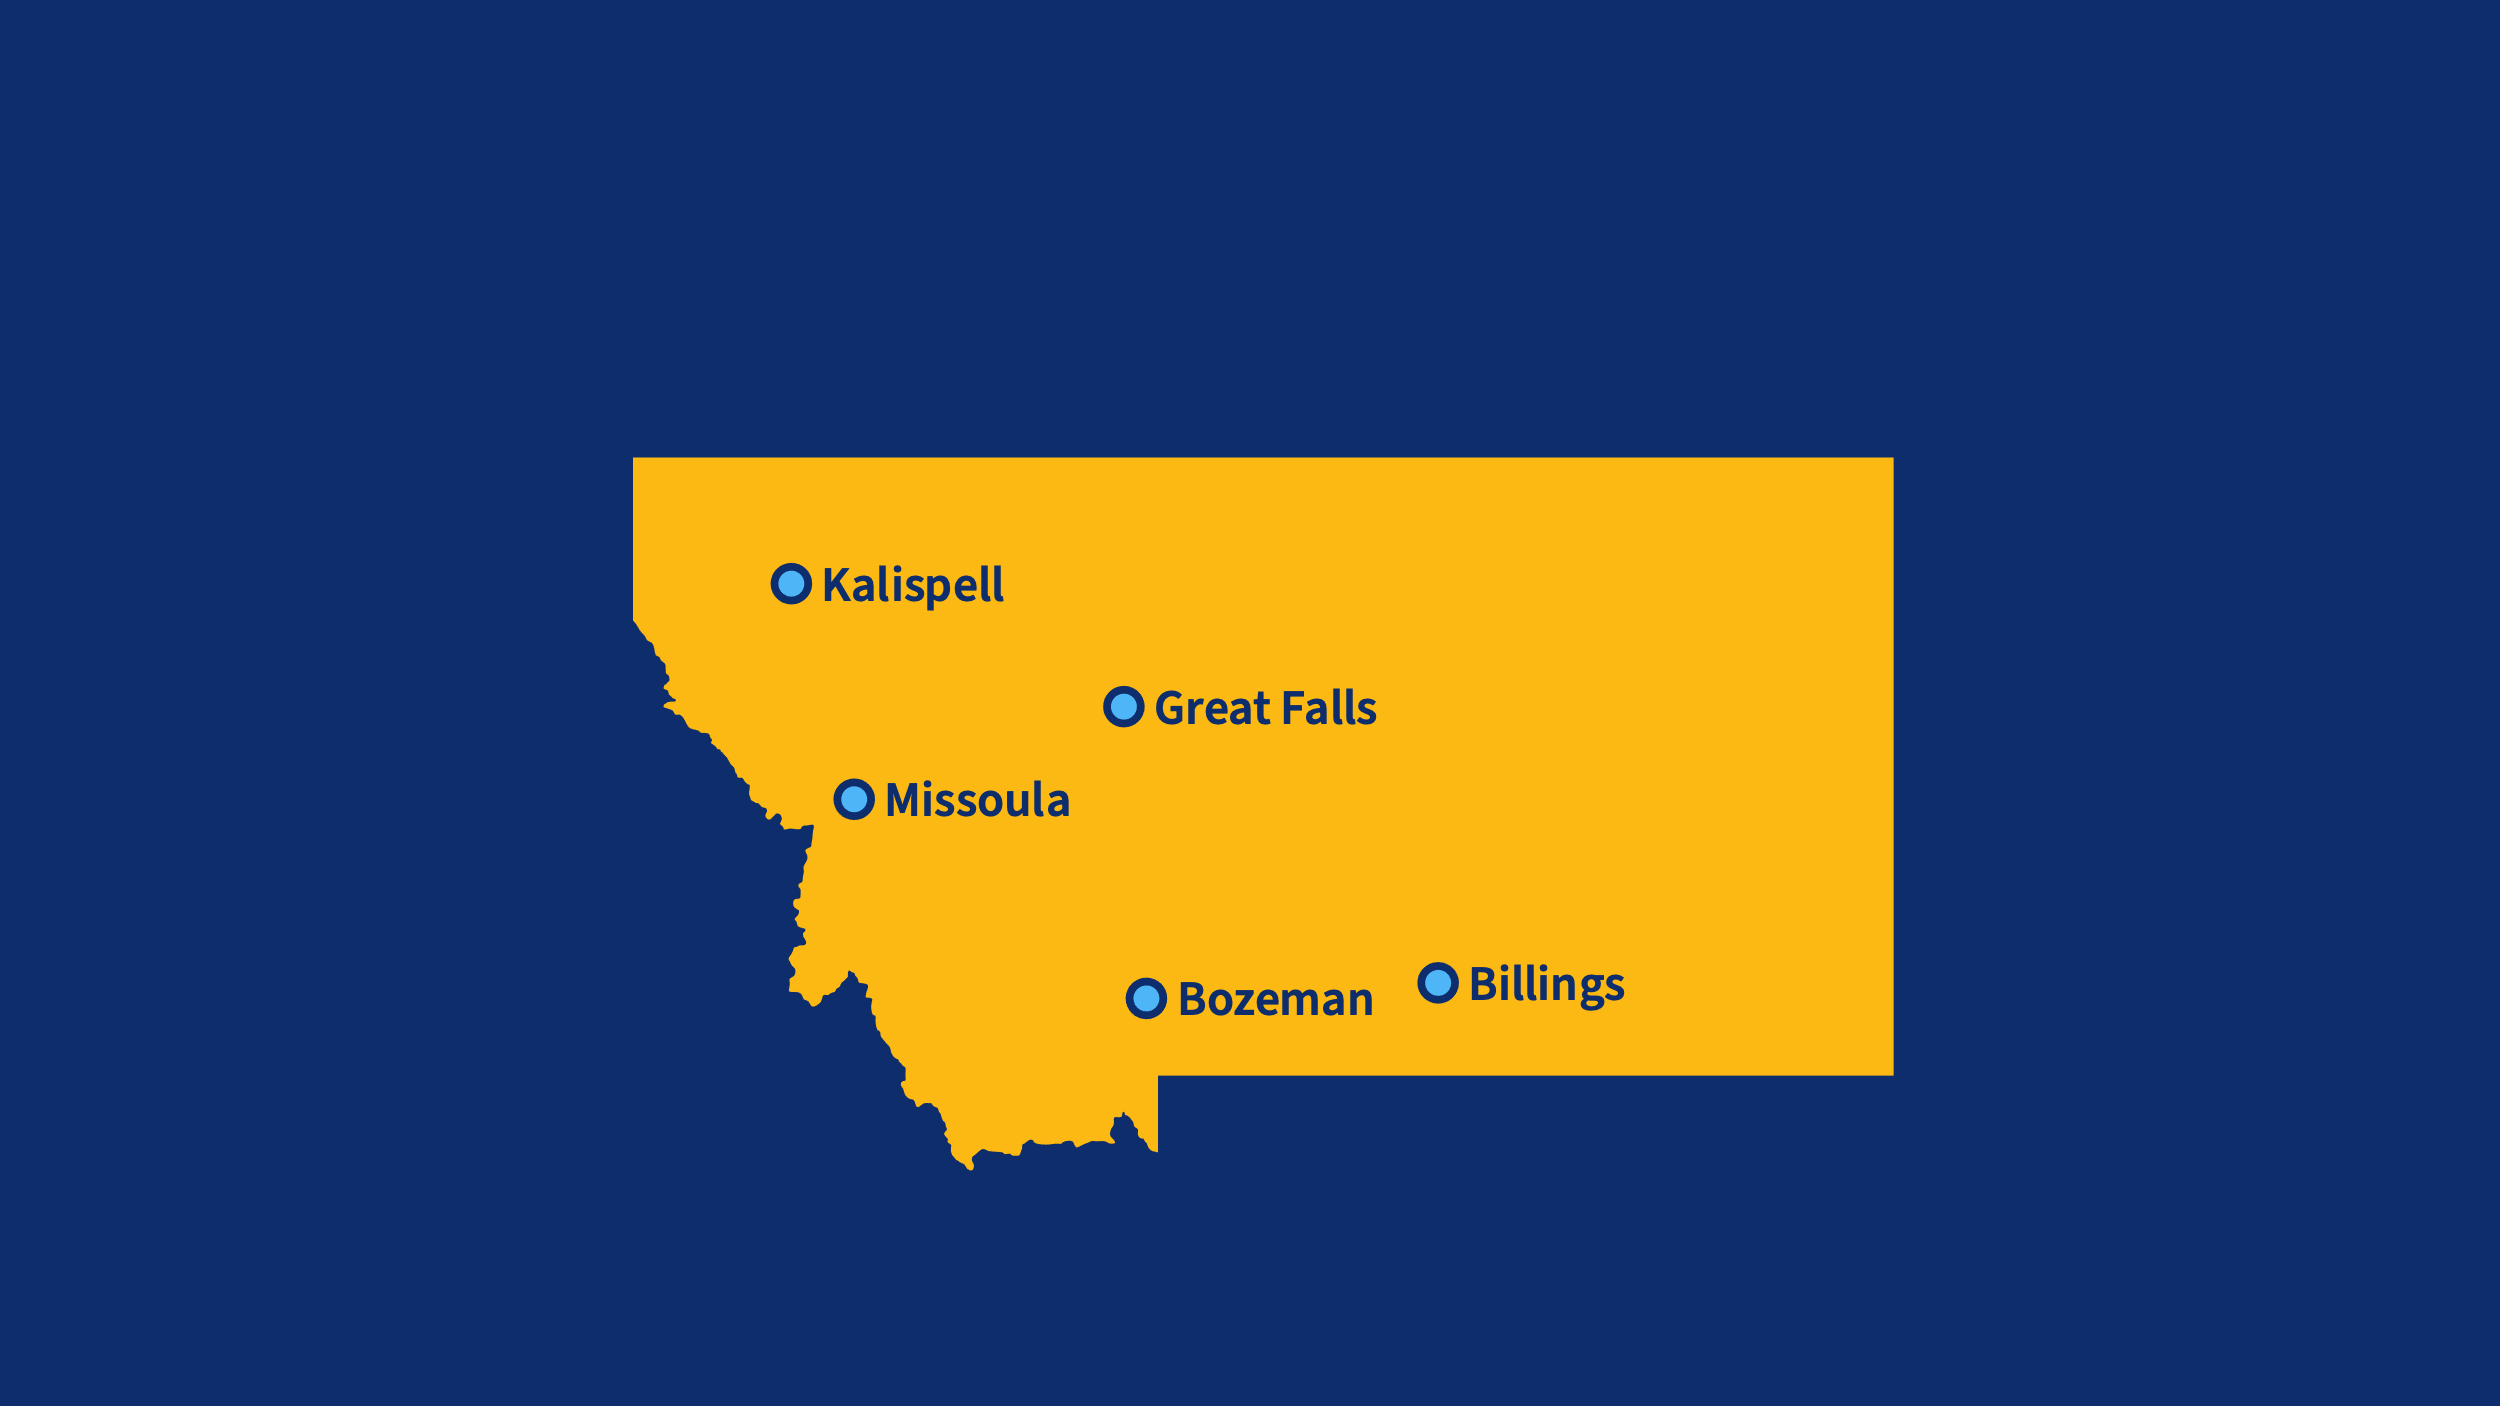 Kalispell
Great Falls
Missoula
Bozeman
Billings